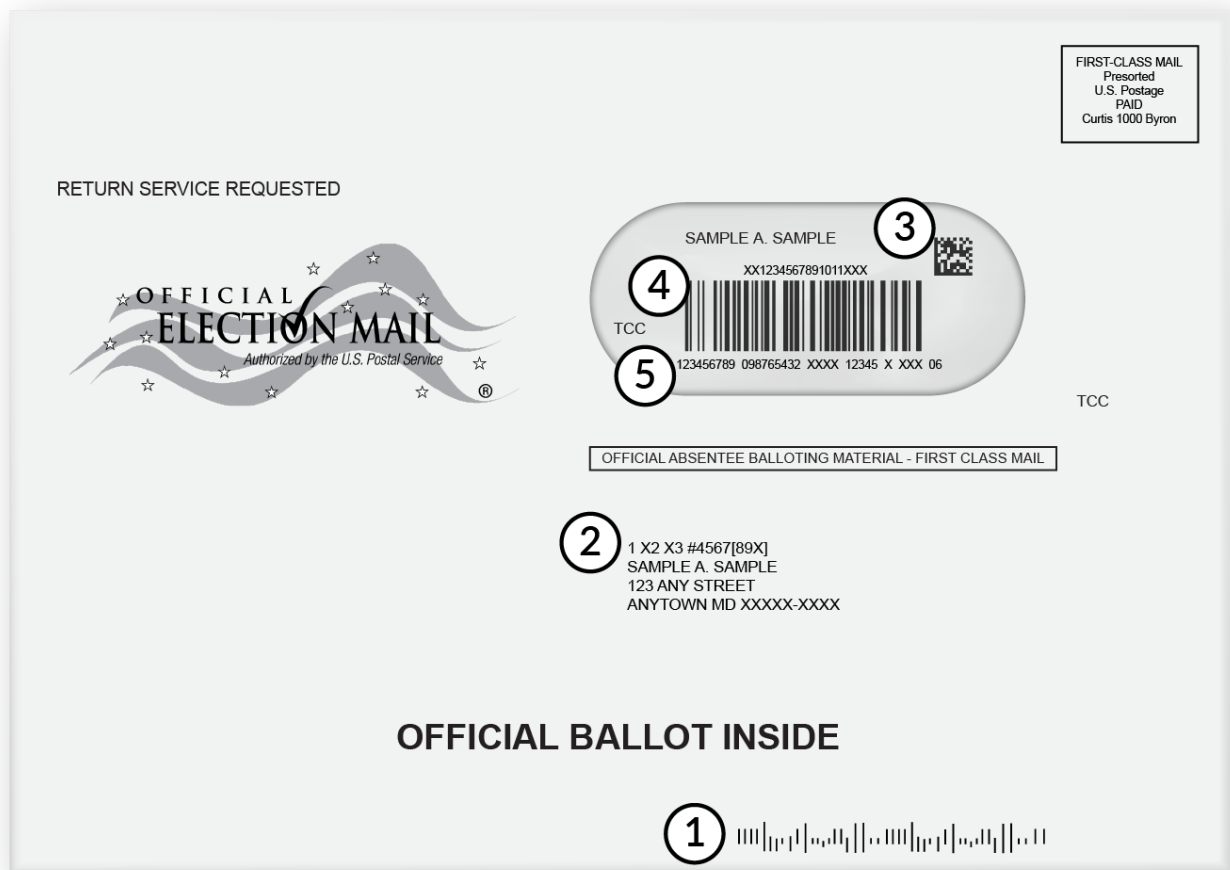 FIRST-CLASS MAIL
Presorted
U.S. Postage
PAID
Curtis 1000 Byron
RETURN SERVICE REQUESTED
OFFICIAL
ELECTION MAIL
Authorized by the U.S. Postal Service
®
3
SAMPLE A. SAMPLE
XX1234567891011XXX
4
TCC
5
123456789 098765432 XXXX 12345 X XXX 06
TCC
OFFICIAL ABSENTEE BALLOTING MATERIAL - FIRST CLASS MAIL
2
1 X2 X3 #4567[89X]
SAMPLE A. SAMPLE
123 ANY STREET
ANYTOWN MD XXXXX-XXXX
OFFICIAL BALLOT INSIDE
1